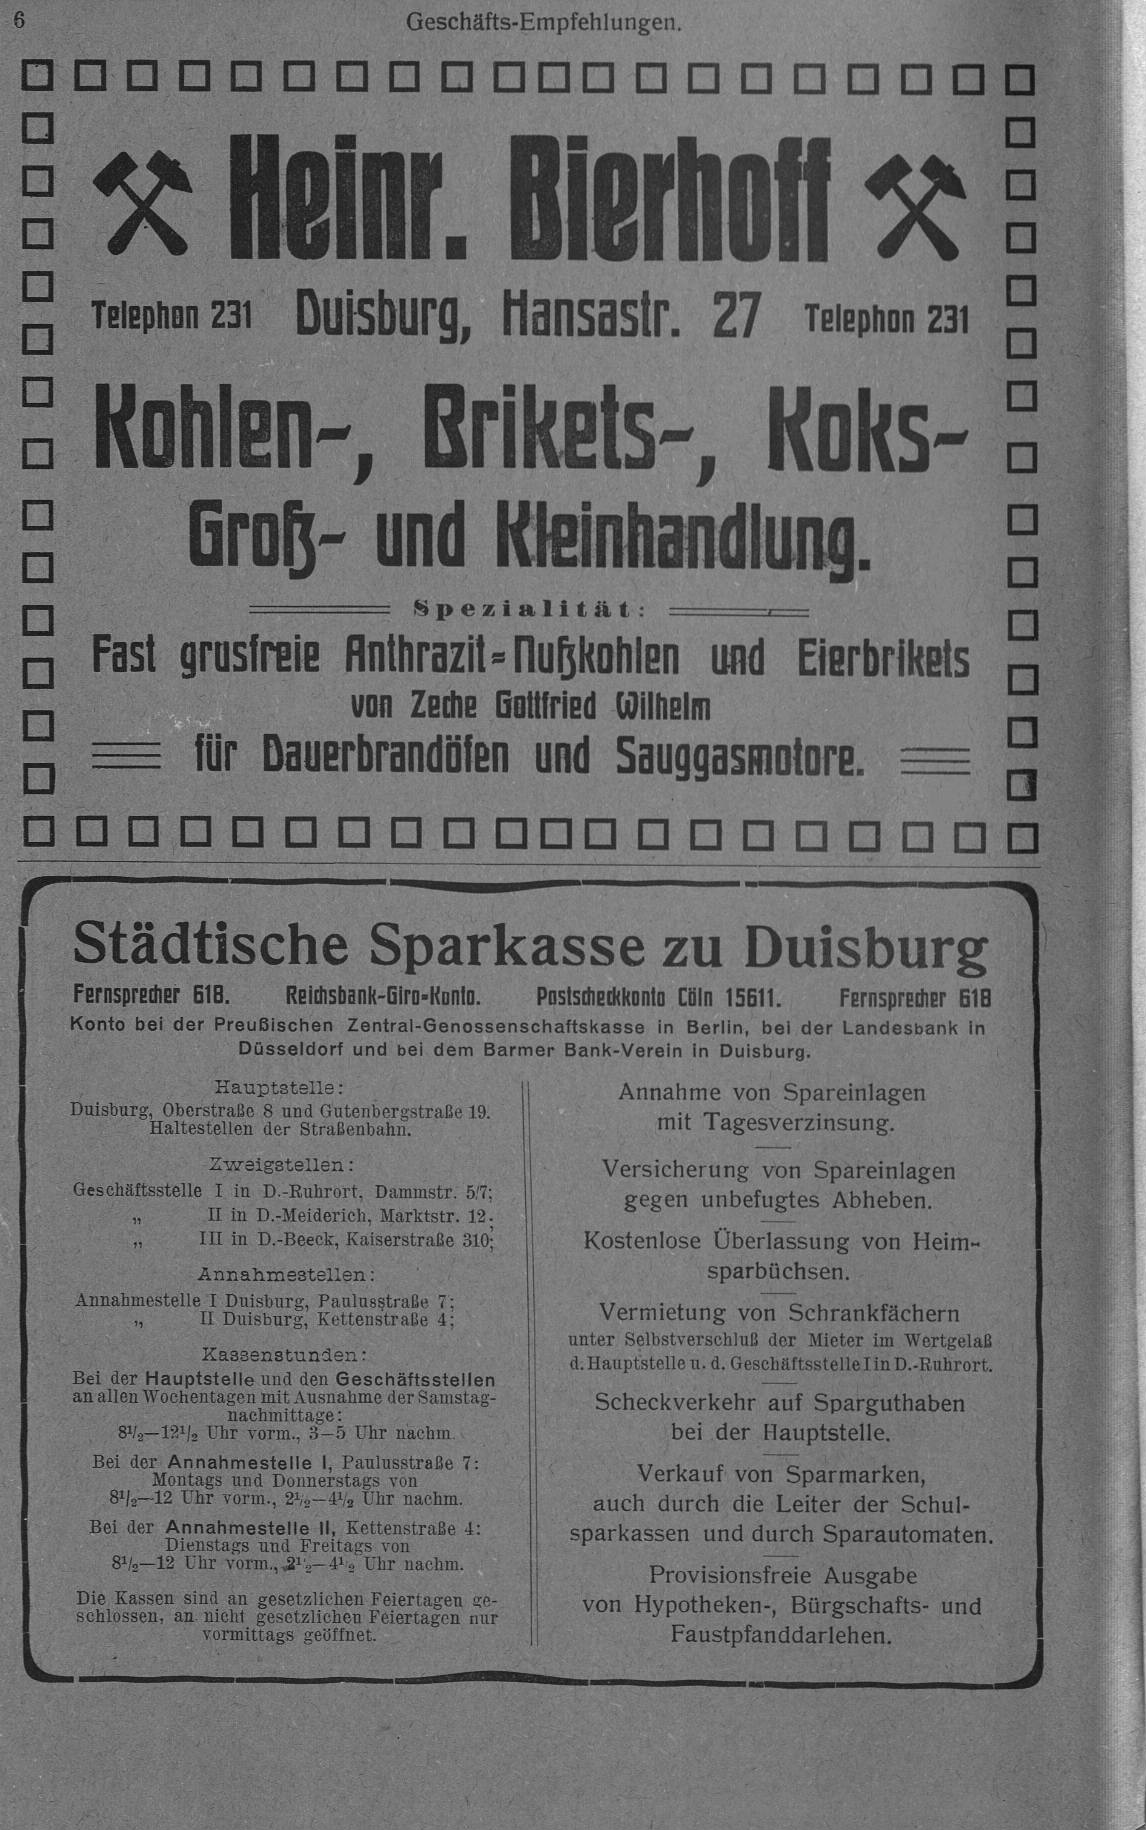 6
Geschäfts-Empfehlungen.
Heinr. Bierhoff
Telephon 231 Duisburg, Hansastr. 27 Telephon 231
Kohlen-, Brikets-, Koks-
Groß- und Kleinhandlung.
Spezialität:
Fast grusfreie Anthrazit-Nußkohlen und Eierbrikets
von Zeche Gottfried Wilhelm
für Dauerbrandöfen und Sauggasmotore.
Städtische Sparkasse zu Duisburg
Fernsprecher 618. Reichsbank-Giro-Konto. Postscheckkonto Cöln 15611. Fernsprecher 618
Konto bei der Preußischen Zentral-Genossenschaftskasse in Berlin, bei der Landesbank in
Düsseldorf und bei dem Barmer Bank-Verein in Duisburg.
Hauptstelle:
Duisburg, Oberstraße 8 und Gutenbergstraße 19.
Haltestellen der Straßenbahn.
Zweigstellen:
Geschäftsstelle I in D.-Ruhrort, Dammstr. 5/7;
„ II in D.-Meiderich, Marktstr. 12;
„ III in D.-Beeck, Kaiserstraße 310;
Annahmestellen:
Annahmestelle I Duisburg, Paulusstraße 7;
„ II Duisburg, Kettenstraße 4;
Kassenstunden:
Bei der Hauptstelle und den Geschäftsstellen
an allen Wochentagen mit Ausnahme der Samstag-
nachmittage:
8½—12½ Uhr vorm., 3—5 Uhr nachm.
Bei der Annahmestelle I, Paulusstraße 7:
Montags und Donnerstags von
8½—12 Uhr vorm., 2½—4½ Uhr nachm.
Bei der Annahmestelle II, Kettenstraße 4:
Dienstags und Freitags von
8½—12 Uhr vorm., 2½—4½ Uhr nachm.
Die Kassen sind an gesetzlichen Feiertagen ge-
schlossen, an nicht gesetzlichen Feiertagen nur
vormittags geöffnet.
Annahme von Spareinlagen
mit Tagesverzinsung.
Versicherung von Spareinlagen
gegen unbefugtes Abheben.
Kostenlose Überlassung von Heim-
sparbüchsen.
Vermietung von Schrankfächern
unter Selbstverschluß der Mieter im Wertgelaß
d. Hauptstelle u. d. Geschäftsstelle I in D.-Ruhrort.
Scheckverkehr auf Sparguthaben
bei der Hauptstelle.
Verkauf von Sparmarken,
auch durch die Leiter der Schul-
sparkassen und durch Sparautomaten.
Provisionsfreie Ausgabe
von Hypotheken-, Bürgschafts- und
Faustpfanddarlehen.